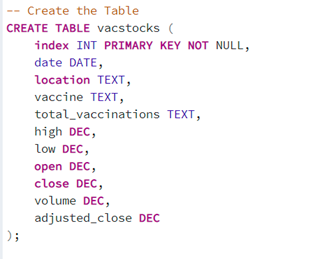 -- Create the Table
CREATE TABLE vacstocks (
    index INT PRIMARY KEY NOT NULL,
    date DATE,
    location TEXT,
    vaccine TEXT,
    total_vaccinations TEXT,
    high DEC,
    low DEC,
    open DEC,
    close DEC,
    volume DEC,
    adjusted_close DEC
);